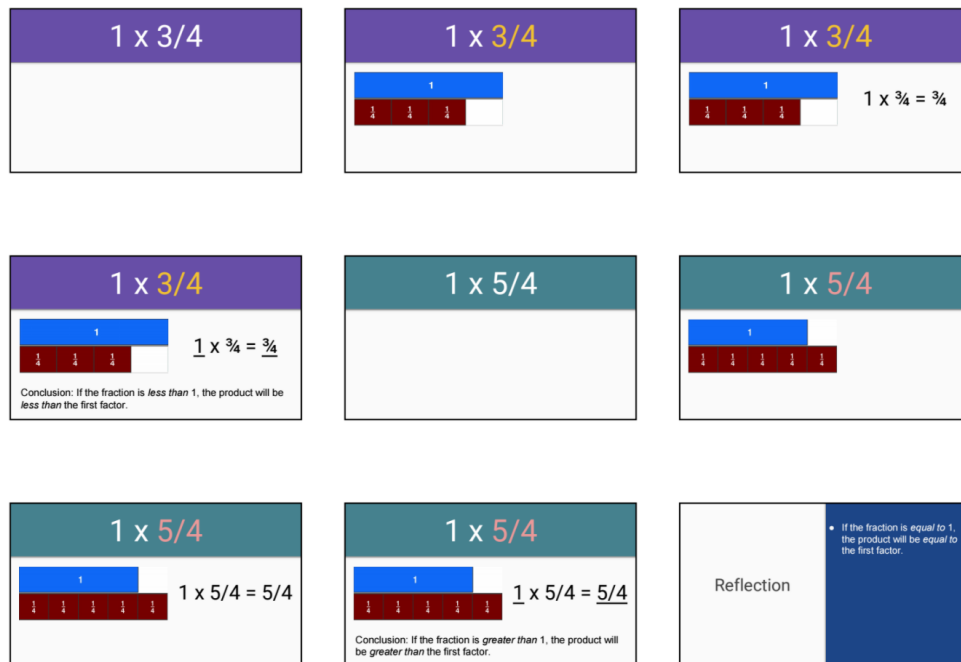 1 x 3/4
1 x 3/4
1
1/4 1/4 1/4
1 x 3/4
1
1/4 1/4 1/4
1 x ¾ = ¾
1 x 3/4
1
1/4 1/4 1/4
1 x ¾ = ¾
Conclusion: If the fraction is less than 1, the product will be
less than the first factor.
1 x 5/4
1 x 5/4
1
1/4 1/4 1/4 1/4 1/4
1 x 5/4
1
1/4 1/4 1/4 1/4 1/4
1 x 5/4 = 5/4
1 x 5/4
1
1/4 1/4 1/4 1/4 1/4
1 x 5/4 = 5/4
Conclusion: If the fraction is greater than 1, the product will
be greater than the first factor.
Reflection
• If the fraction is equal to 1,
the product will be equal to
the first factor.